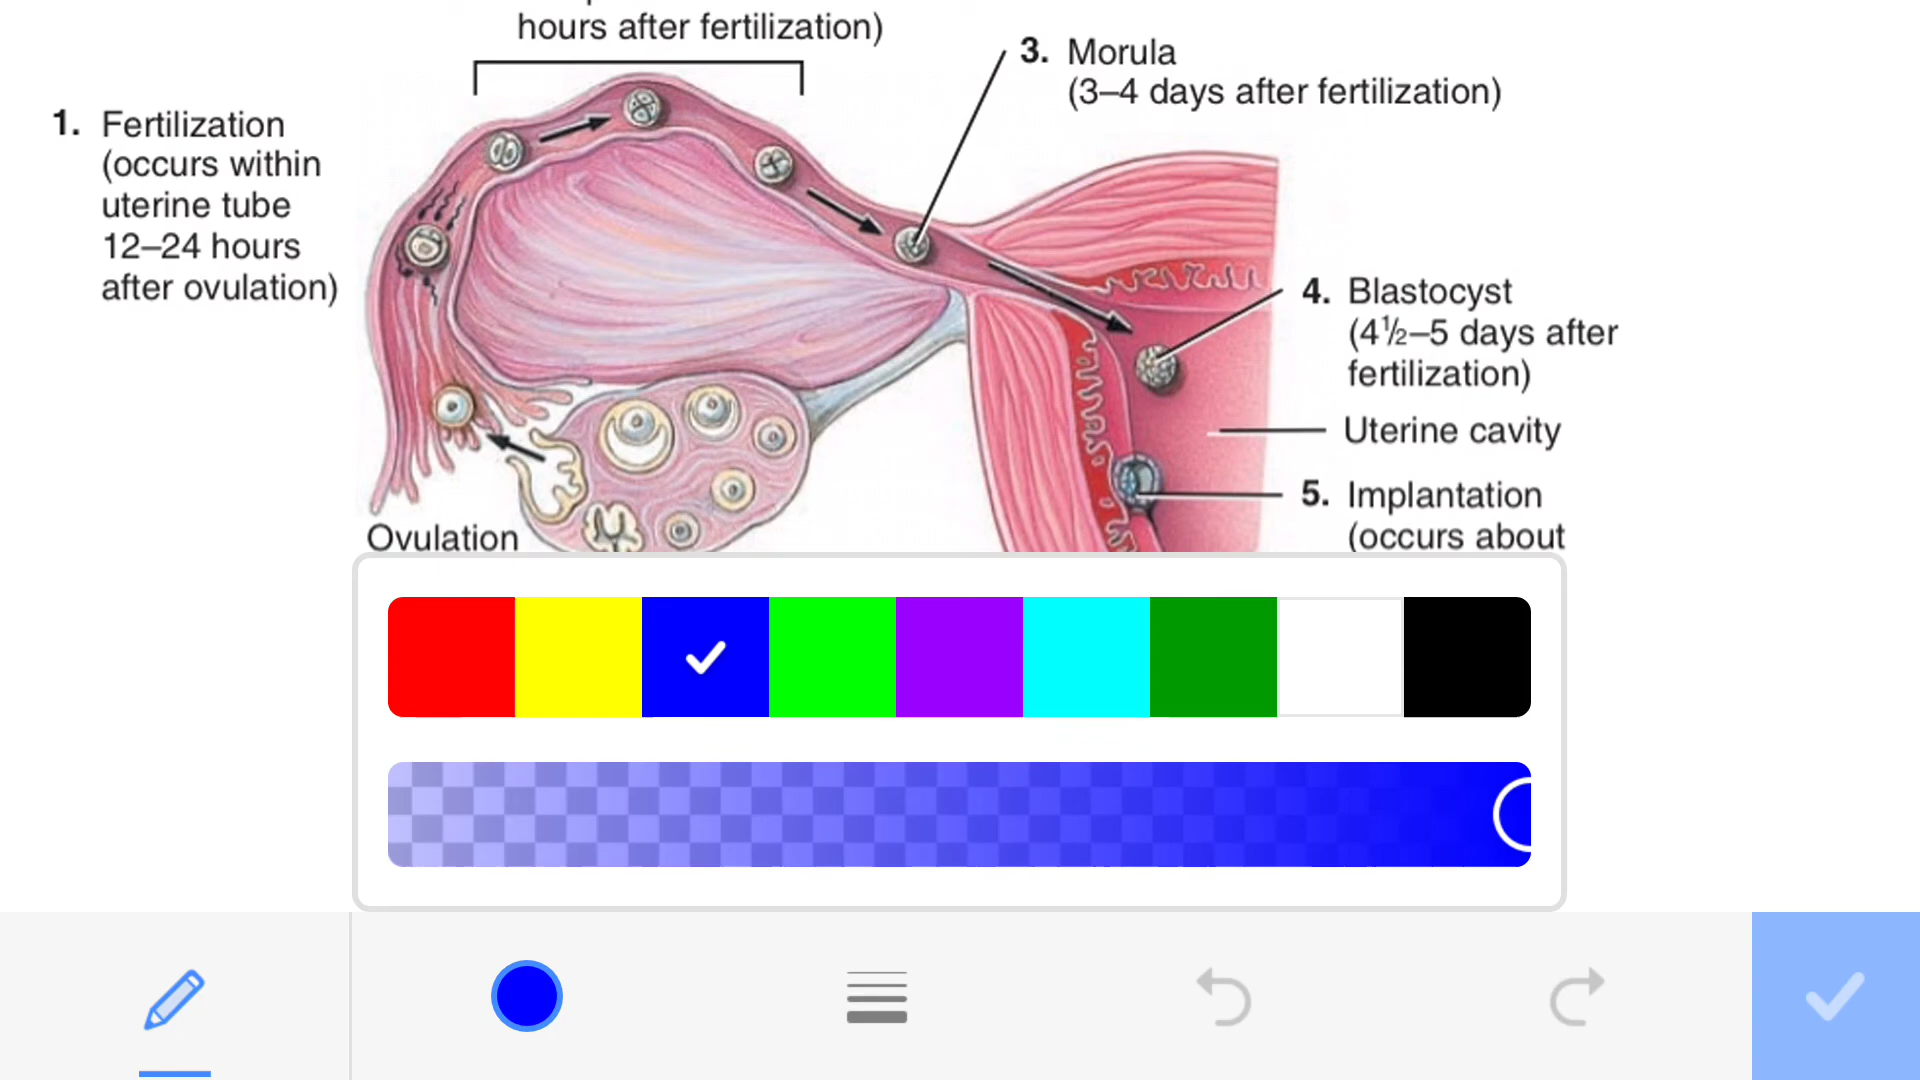 hours after fertilization)
3. Morula
(3–4 days after fertilization)
1. Fertilization
(occurs within
uterine tube
12–24 hours
after ovulation)
4. Blastocyst
(4½–5 days after
fertilization)
Uterine cavity
5. Implantation
(occurs about
Ovulation